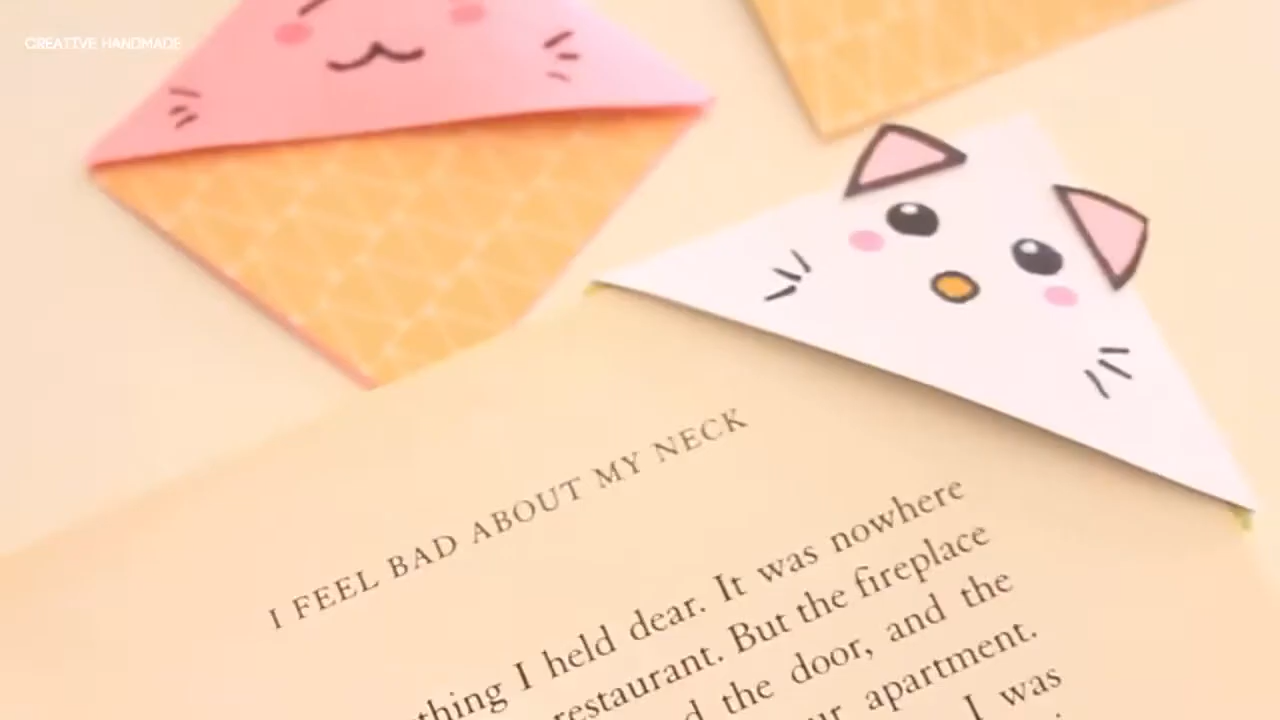 CREATIVE HANDMADE
I FEEL BAD ABOUT MY NECK
thing I held dear. It was nowhere
restaurant. But the fireplace
the door, and the
apartment.
I was